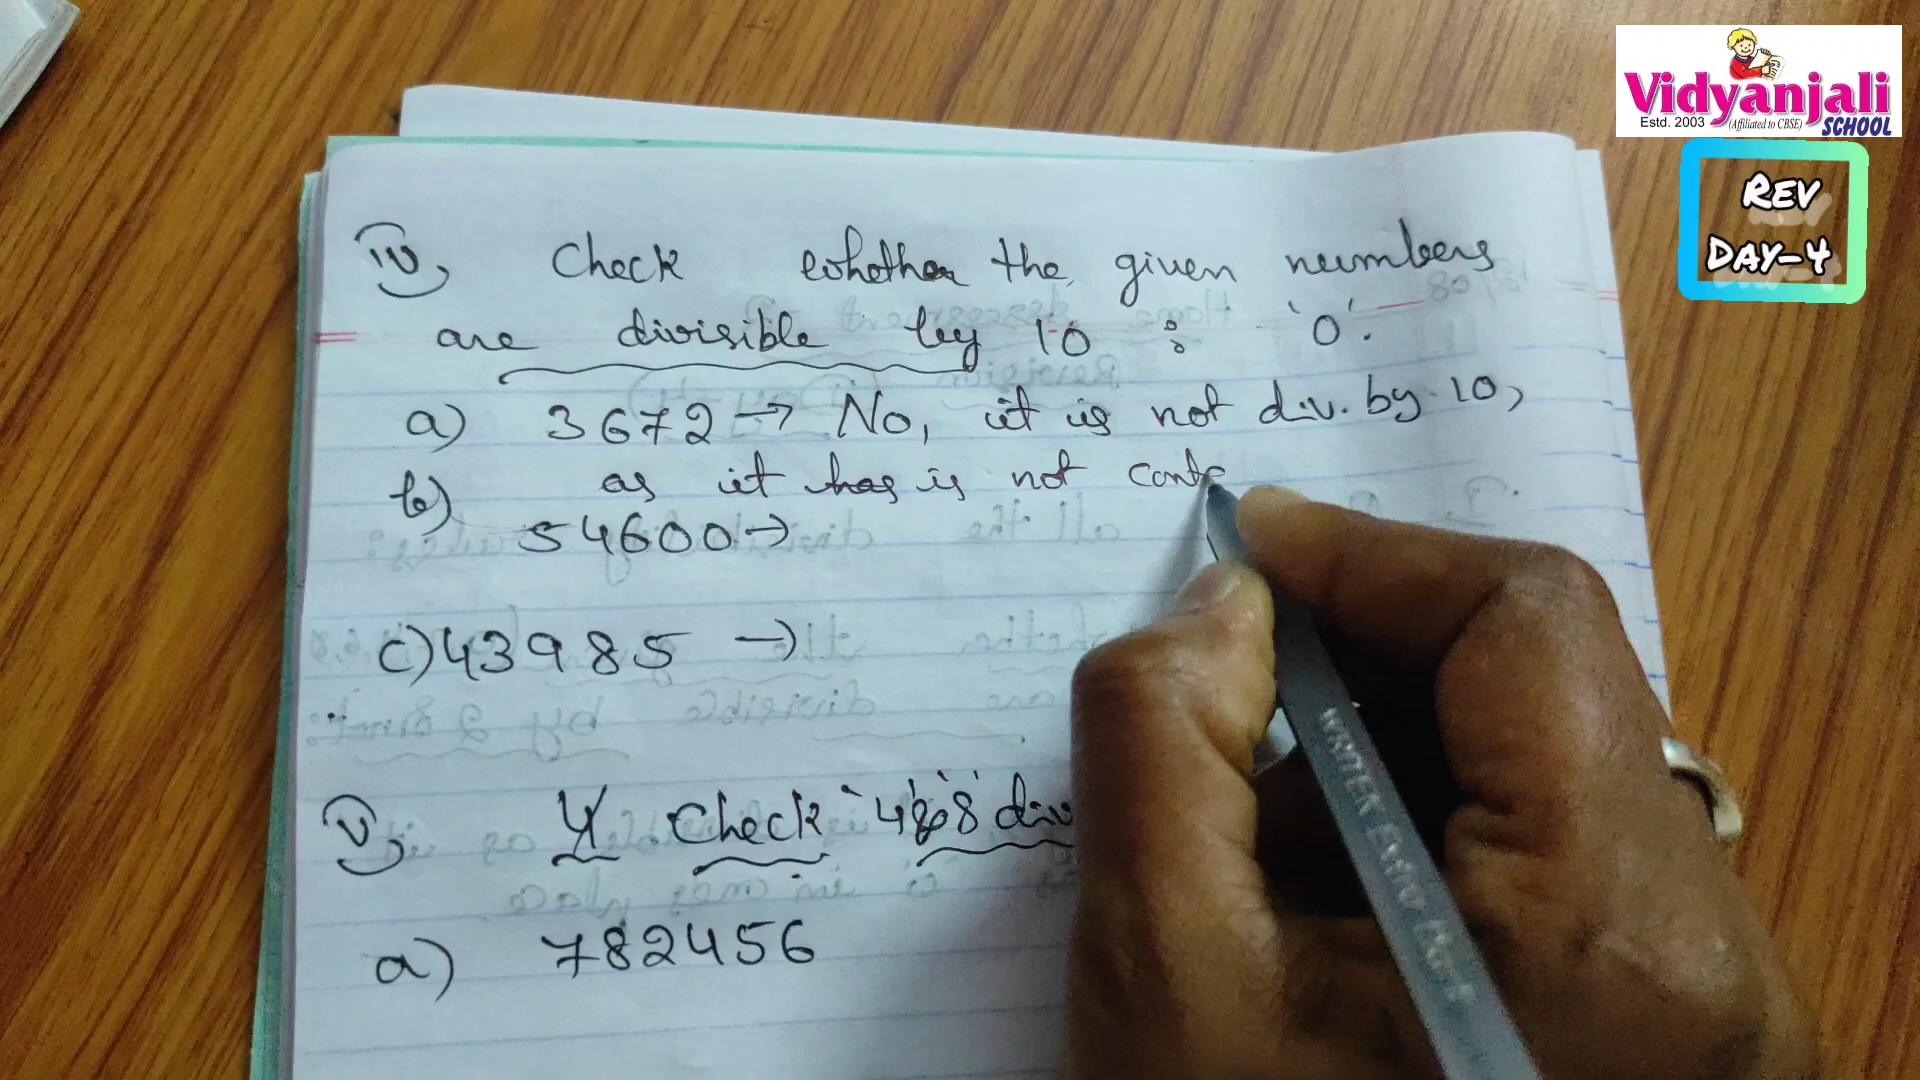 Vidyanjali
Estd. 2003 (Affiliated to CBSE) SCHOOL
REV
DAY-4
iv, Check whether the given numbers
are divisible by 10 : '0'.
a) 3672 → No, it is not div. by 10,
b) as it has is not conta
54600 →
c) 43985 →
v, Check '4' '8' div
a) 782456
WRITER